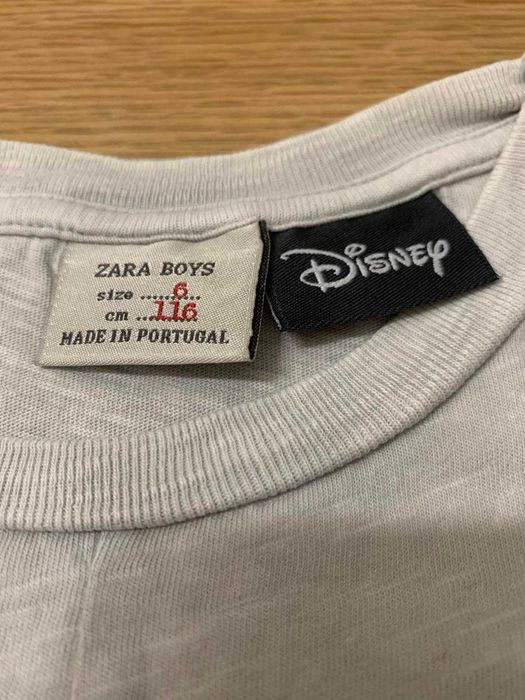 ZARA BOYS
size ......6...
cm ...116
MADE IN PORTUGAL
Disney